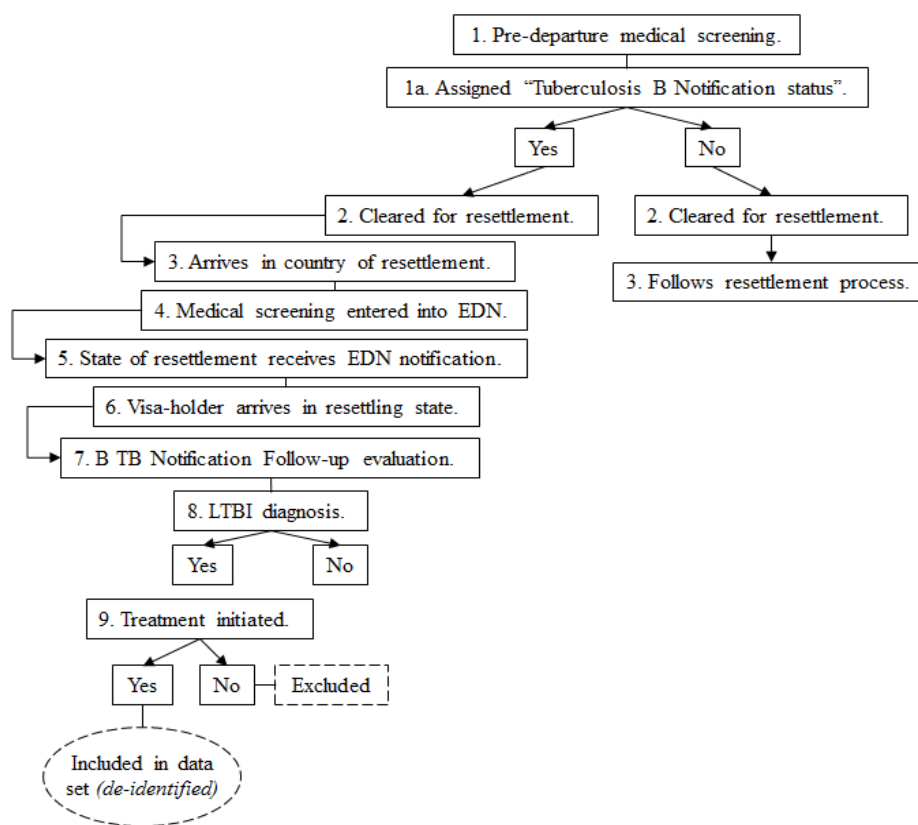 1. Pre-departure medical screening.
1a. Assigned “Tuberculosis B Notification status”.
Yes
No
2. Cleared for resettlement.
2. Cleared for resettlement.
3. Arrives in country of resettlement.
3. Follows resettlement process.
4. Medical screening entered into EDN.
5. State of resettlement receives EDN notification.
6. Visa-holder arrives in resettling state.
7. B TB Notification Follow-up evaluation.
8. LTBI diagnosis.
Yes
No
9. Treatment initiated.
Yes
No
Excluded
Included in data
set (de-identified)